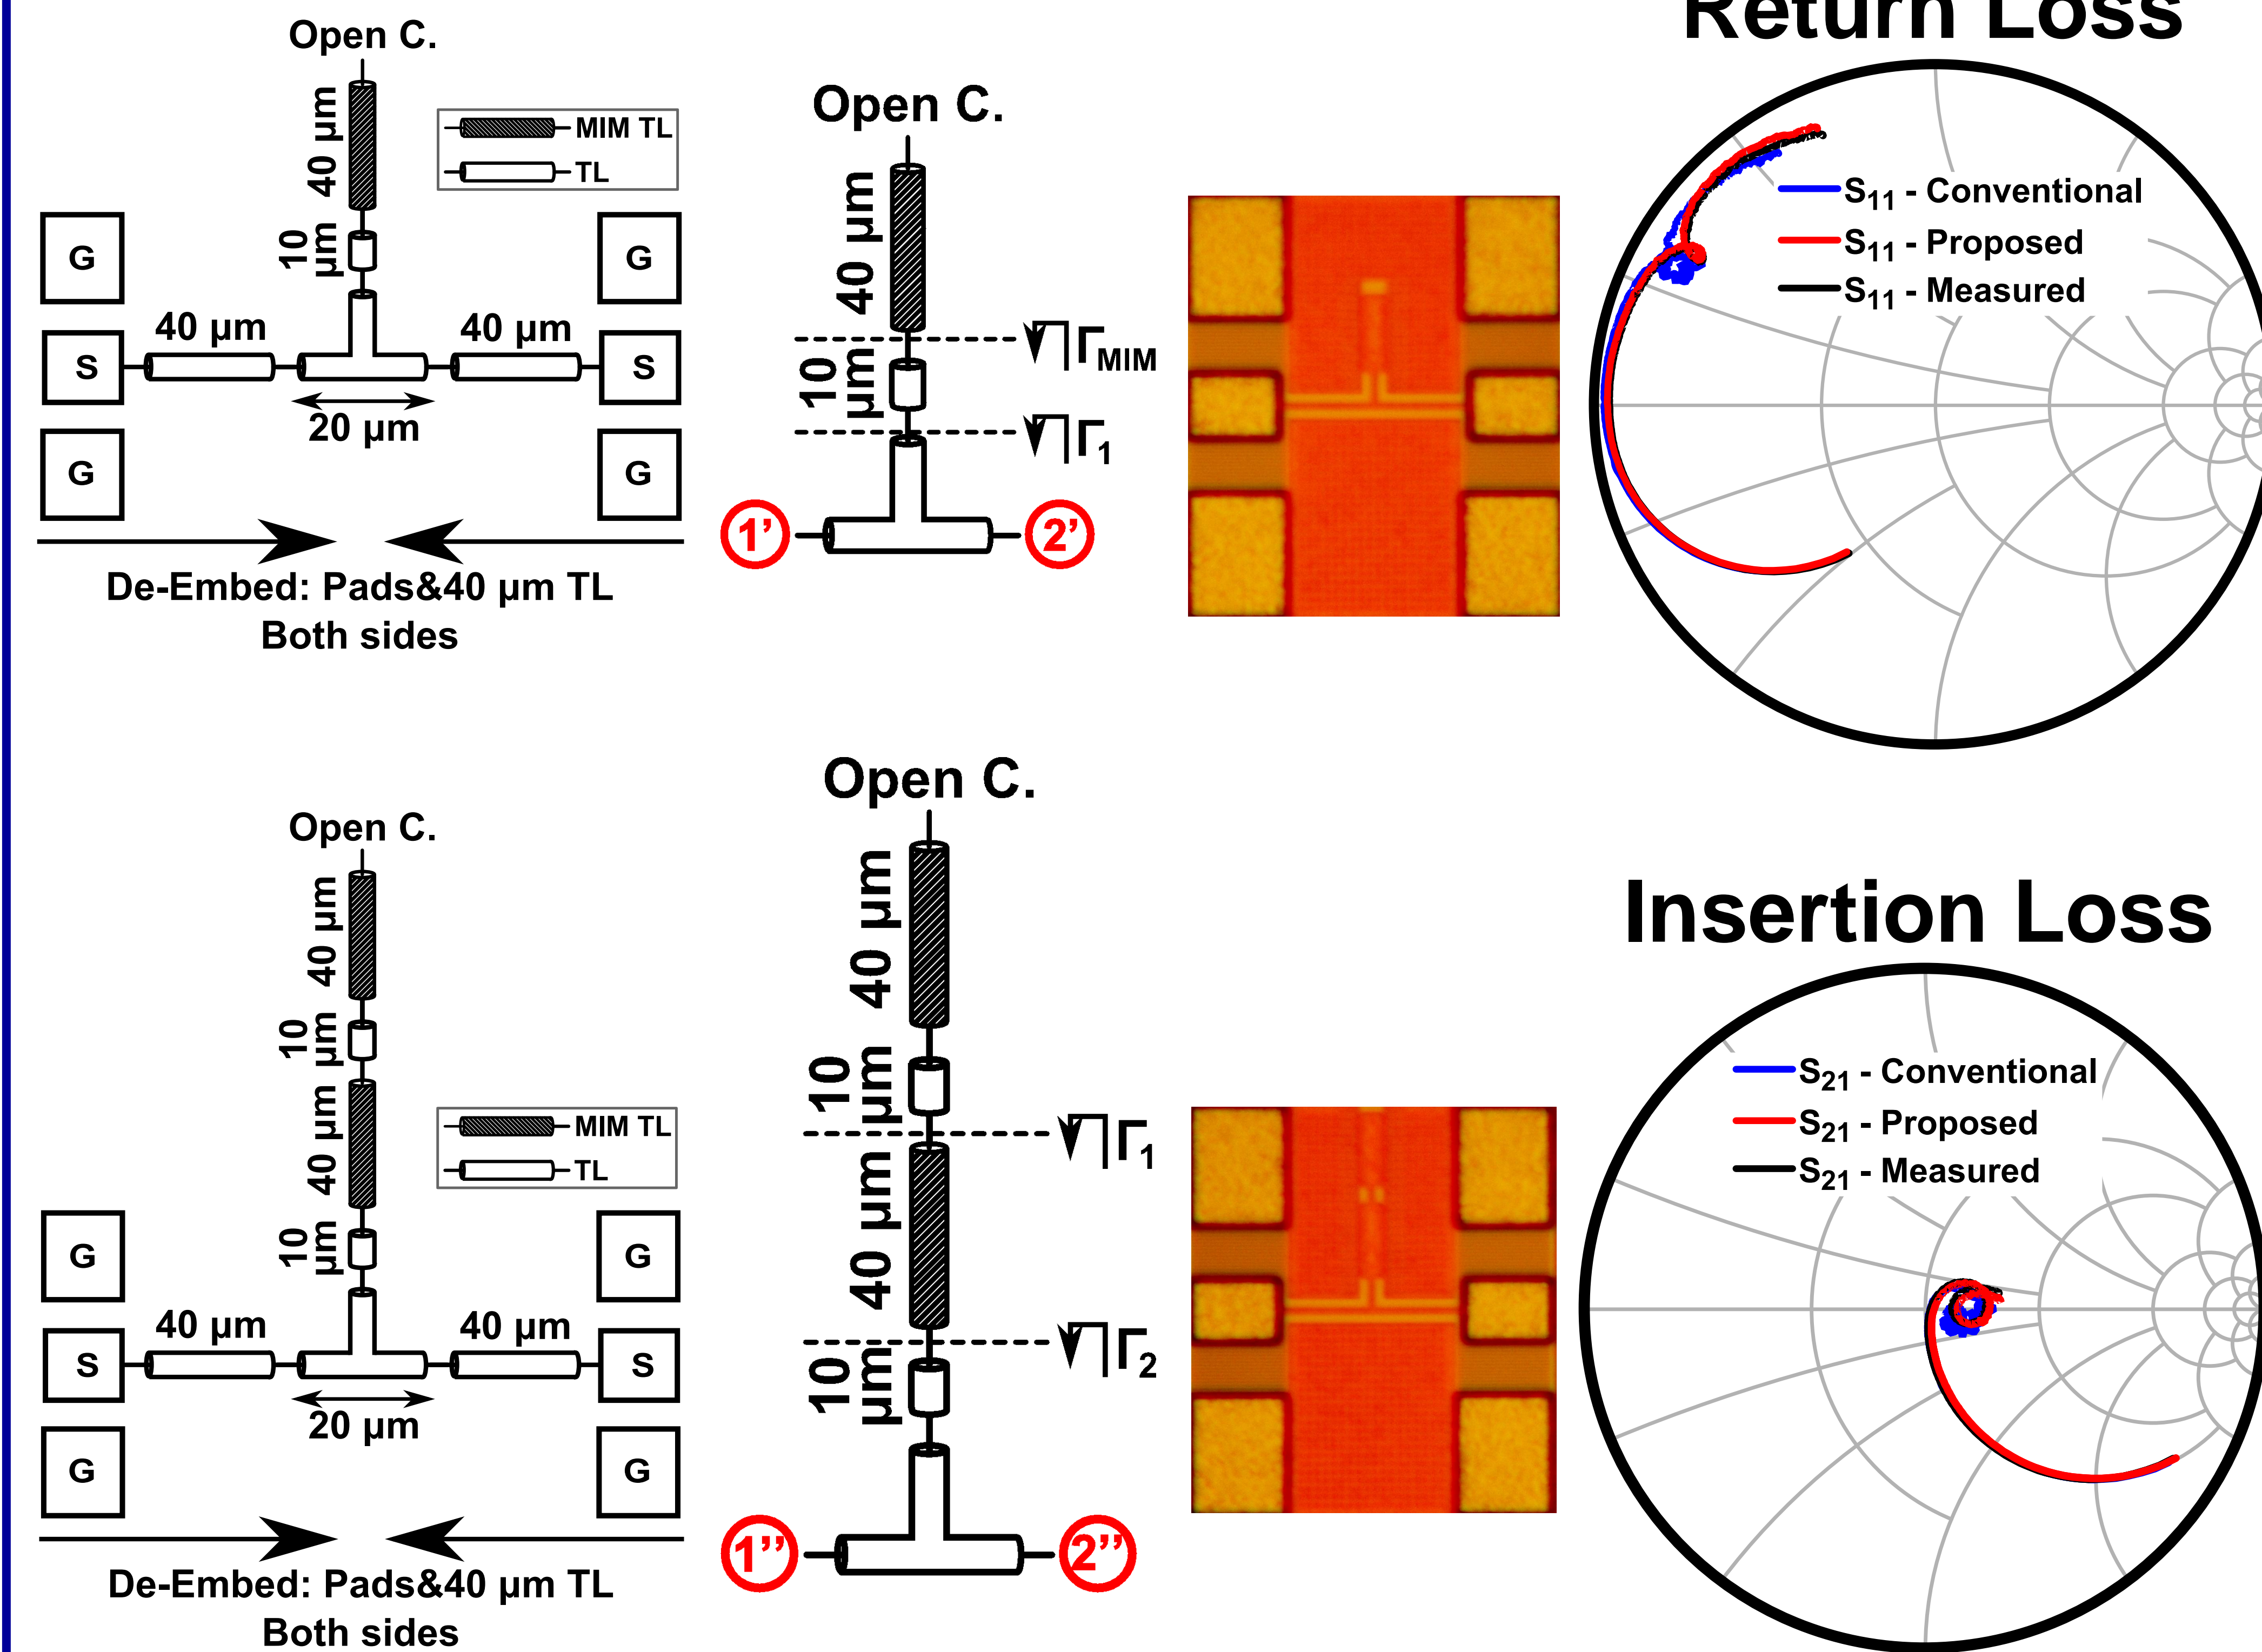 Return Loss
Open C.
40 µm
10 µm
MIM TL
TL
G
G
40 µm
40 µm
S
S
20 µm
G
G
De-Embed: Pads&40 µm TL
Both sides
Open C.
40 µm
Γ MIM
10 µm
Γ1
1’
2’
S11 - Conventional
S11 - Proposed
S11 - Measured
Open C.
40 µm
10 µm
40 µm
10 µm
MIM TL
TL
G
G
40 µm
40 µm
S
S
20 µm
G
G
De-Embed: Pads&40 µm TL
Both sides
Open C.
40 µm
10 µm
Γ1
40 µm
Γ2
10 µm
1’’
2’’
Insertion Loss
S21 - Conventional
S21 - Proposed
S21 - Measured